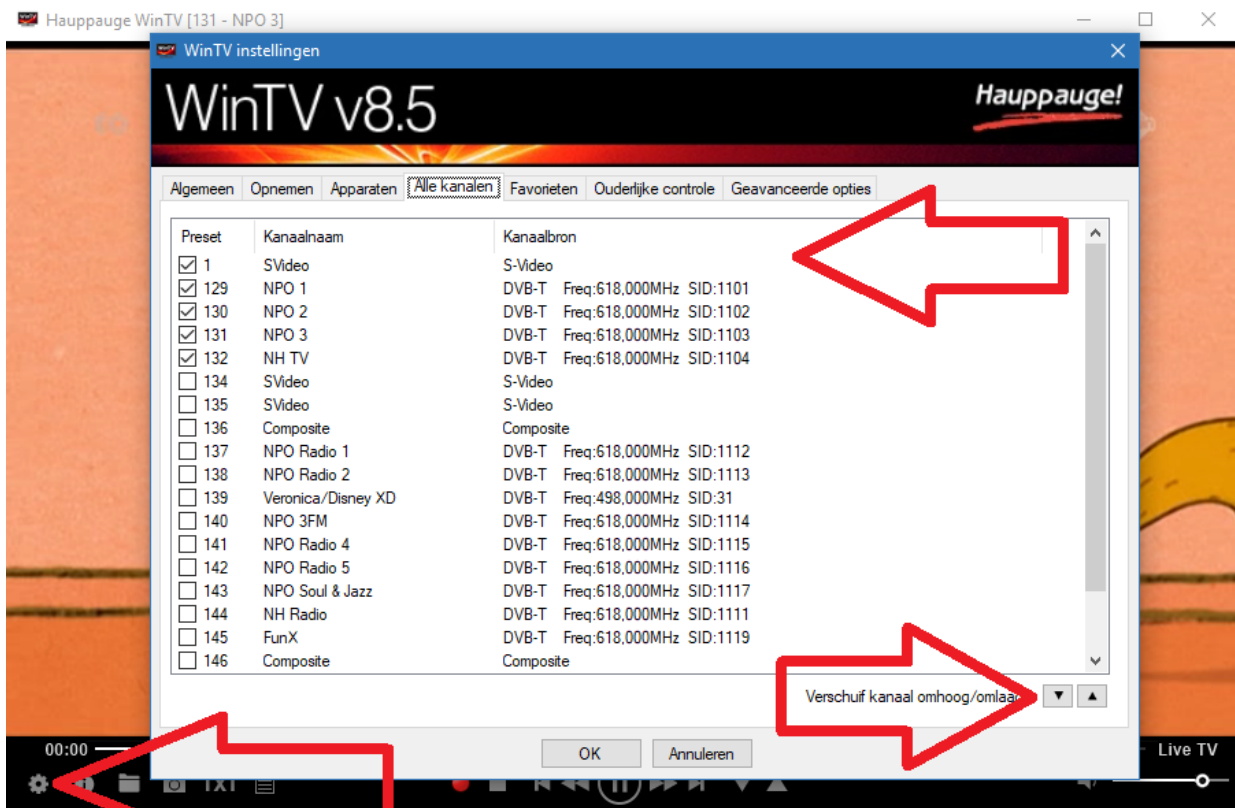 Hauppauge WinTV [131 - NPO 3]
WinTV instellingen
WinTV v8.5
Hauppauge!
Algemeen Opnemen Apparaten Alle kanalen Favorieten Ouderlijke controle Geavanceerde opties
Preset Kanaalnaam Kanaalbron
1 SVideo S-Video
129 NPO 1 DVB-T Freq:618,000MHz SID:1101
130 NPO 2 DVB-T Freq:618,000MHz SID:1102
131 NPO 3 DVB-T Freq:618,000MHz SID:1103
132 NH TV DVB-T Freq:618,000MHz SID:1104
134 SVideo S-Video
135 SVideo S-Video
136 Composite Composite
137 NPO Radio 1 DVB-T Freq:618,000MHz SID:1112
138 NPO Radio 2 DVB-T Freq:618,000MHz SID:1113
139 Veronica/Disney XD DVB-T Freq:498,000MHz SID:31
140 NPO 3FM DVB-T Freq:618,000MHz SID:1114
141 NPO Radio 4 DVB-T Freq:618,000MHz SID:1115
142 NPO Radio 5 DVB-T Freq:618,000MHz SID:1116
143 NPO Soul & Jazz DVB-T Freq:618,000MHz SID:1117
144 NH Radio DVB-T Freq:618,000MHz SID:1111
145 FunX DVB-T Freq:618,000MHz SID:1119
146 Composite Composite
Verschuif kanaal omhoog/omlaa
OK Annuleren
00:00 Live TV
TXT